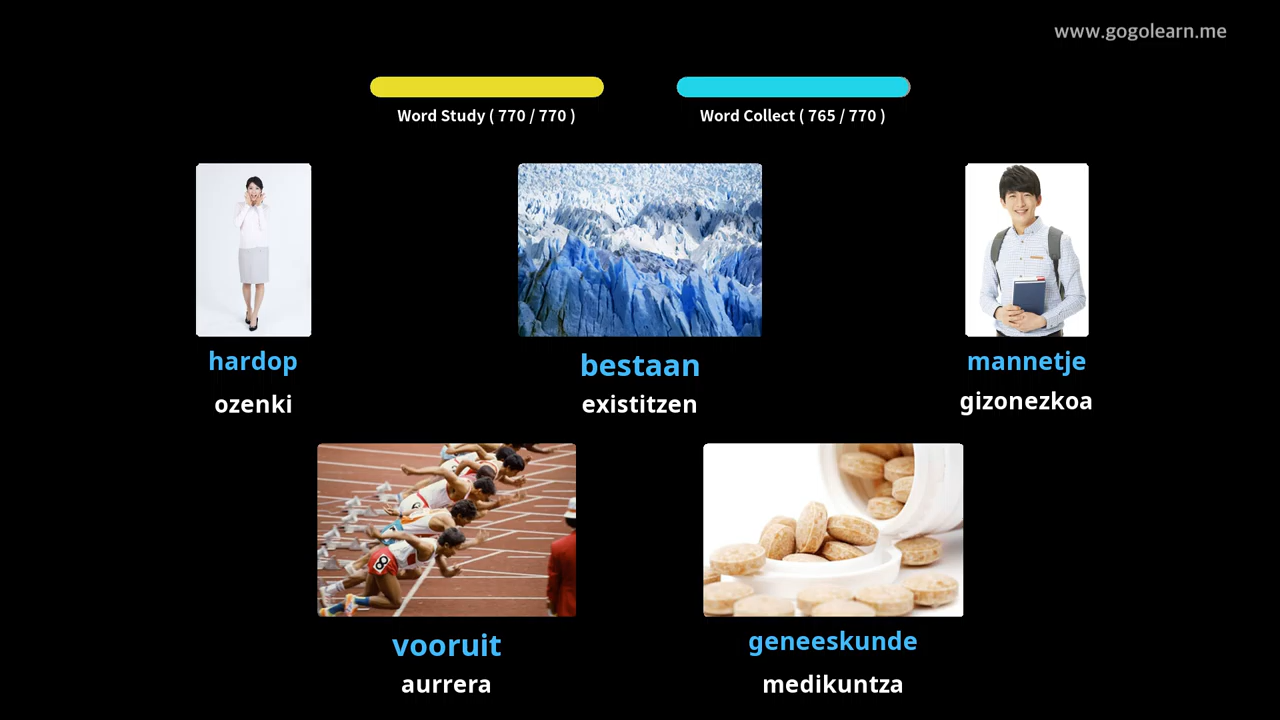 www.gogolearn.me
Word Study ( 770 / 770 )
Word Collect ( 765 / 770 )
hardop
ozenki
bestaan
existitzen
mannetje
gizonezkoa
8
vooruit
aurrera
geneeskunde
medikuntza